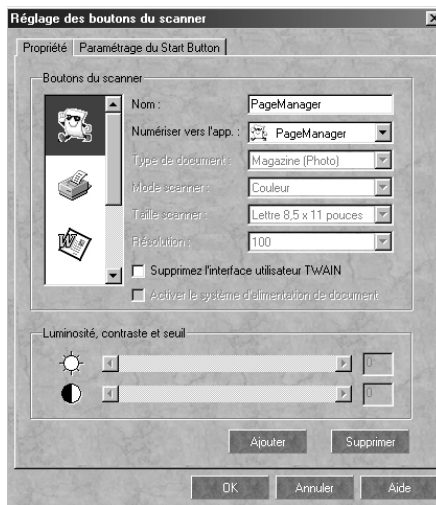 Réglage des boutons du scanner
Propriété
Paramétrage du Start Button
Boutons du scanner
Nom :
PageManager
Numériser vers l'app. :
PageManager
Type de document :
Magazine (Photo)
Mode scanner :
Couleur
Taille scanner :
Lettre 8,5 x 11 pouces
Résolution :
100
Supprimez l'interface utilisateur TWAIN
Activer le système d'alimentation de document
Luminosité, contraste et seuil
0
0
Ajouter
Supprimer
OK
Annuler
Aide